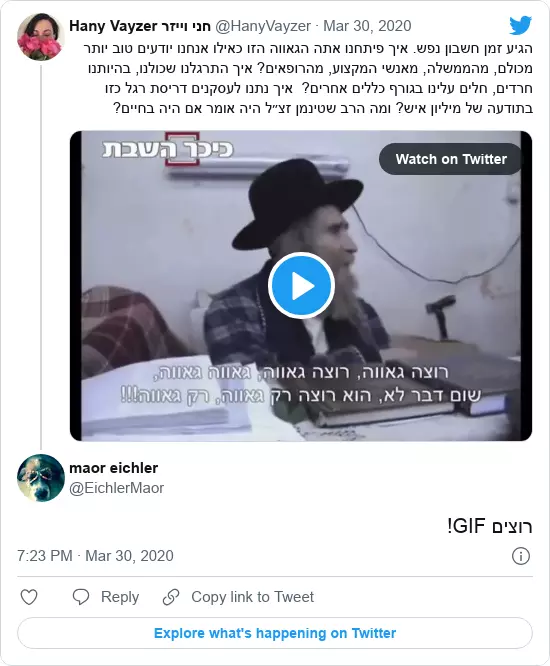 Hany Vayzer חני וייזר @HanyVayzer · Mar 30, 2020
הגיע זמן חשבון נפש. איך פיתחנו אתה הגאווה הזו כאילו אנחנו יודעים טוב יותר
מכולם, מהממשלה, מאנשי המקצוע, מהרופאים? איך התרגלנו שכולנו, בהיותנו
חרדים, חלים עלינו בגורף כללים אחרים? איך נתנו לעסקנים דריסת רגל כזו
בתודעה של מיליון איש? ומה הרב שטינמן זצ״ל היה אומר אם היה בחיים?
כיכר השבת
Watch on Twitter
רוצה גאווה, רוצה גאווה, גאווה גאווה,
שום דבר לא, הוא רוצה רק גאווה, רק גאווה!!!
maor eichler
@EichlerMaor
רוצים GIF!
7:23 PM · Mar 30, 2020
Reply
Copy link to Tweet
Explore what's happening on Twitter